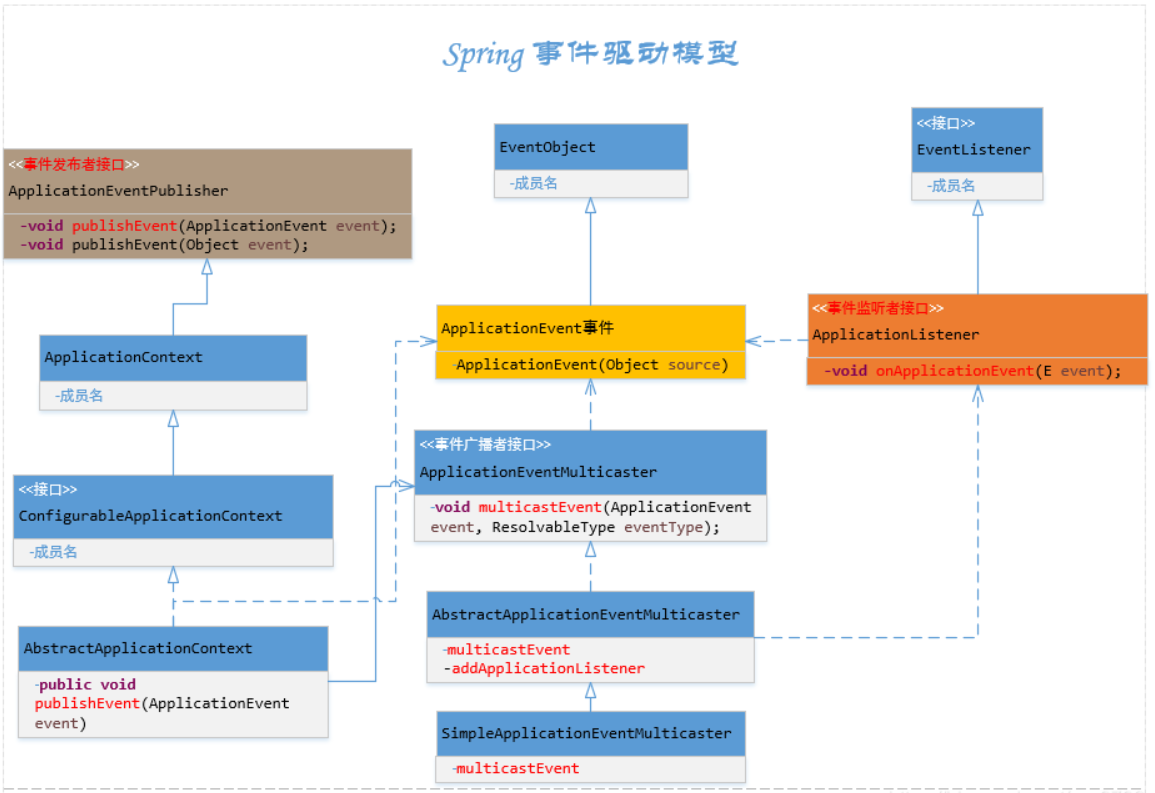 Spring 事件驱动模型
<<事件发布者接口>>
ApplicationEventPublisher
-void publishEvent(ApplicationEvent event);
-void publishEvent(Object event);
EventObject
-成员名
<<接口>>
EventListener
-成员名
ApplicationContext
-成员名
ApplicationEvent事件
-ApplicationEvent(Object source)
<<事件监听者接口>>
ApplicationListener
-void onApplicationEvent(E event);
<<接口>>
ConfigurableApplicationContext
-成员名
<<事件广播者接口>>
ApplicationEventMulticaster
-void multicastEvent(ApplicationEvent
event, ResolvableType eventType);
AbstractApplicationContext
-public void
publishEvent(ApplicationEvent
event)
AbstractApplicationEventMulticaster
-multicastEvent
-addApplicationListener
SimpleApplicationEventMulticaster
-multicastEvent